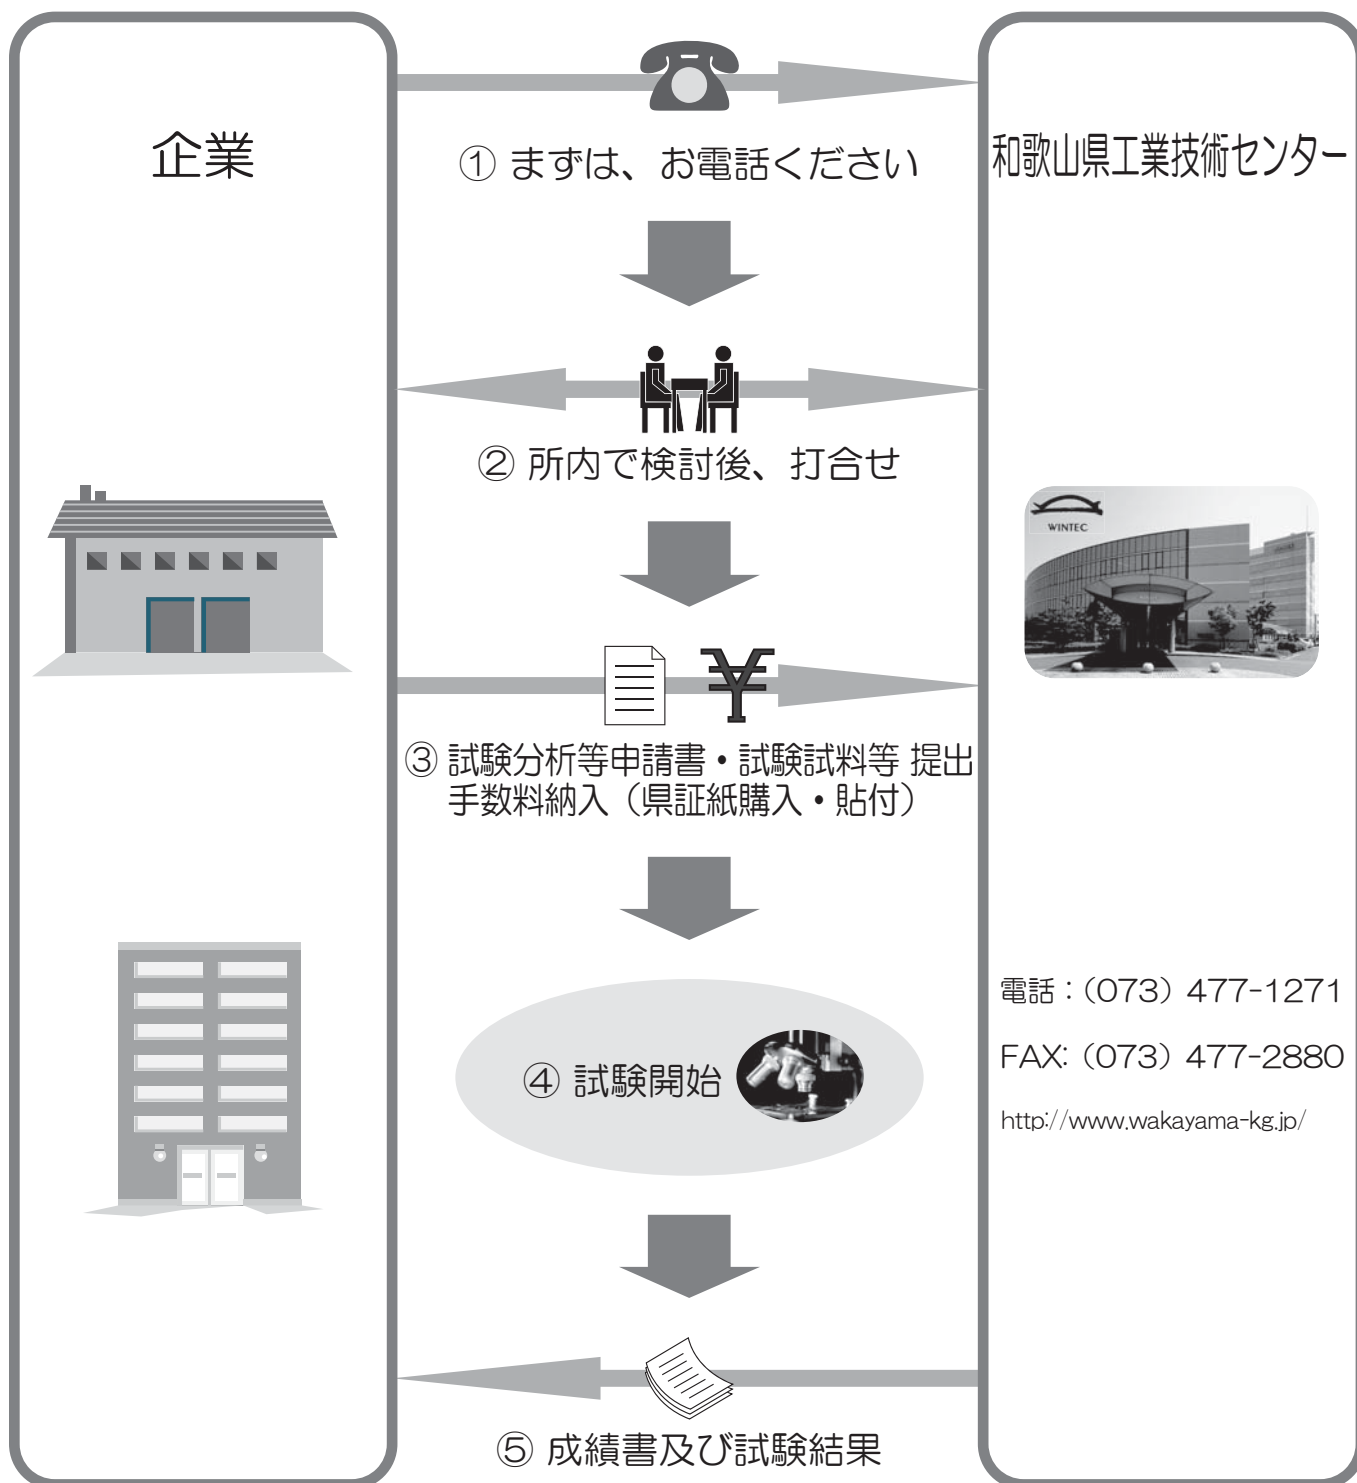 企業
① まずは、お電話ください
和歌山県工業技術センター
② 所内で検討後、打合せ
WINTEC
③ 試験分析等申請書・試験試料等 提出
手数料納入（県証紙購入・貼付）
④ 試験開始
電話：（073）477-1271
FAX:（073）477-2880
http://www.wakayama-kg.jp/
⑤ 成績書及び試験結果